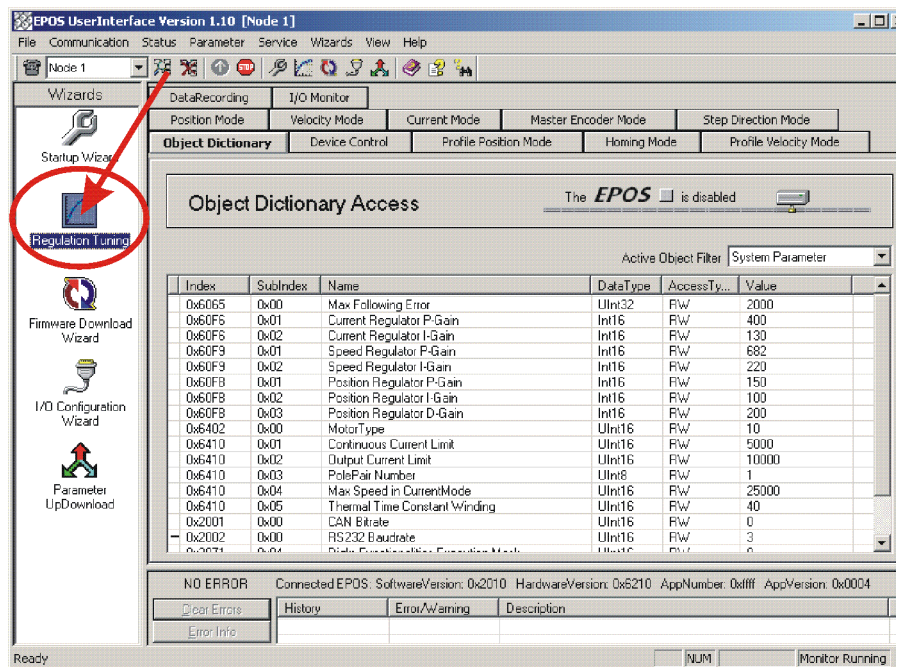 EPOS UserInterface Version 1.10 [Node 1]
File Communication Status Parameter Service Wizards View Help
Node 1 STOP
Wizards
Startup Wizard
Regulation Tuning
Firmware Download
Wizard
I/O Configuration
Wizard
Parameter
UpDownload
DataRecording I/O Monitor
Position Mode Velocity Mode Current Mode Master Encoder Mode Step Direction Mode
Object Dictionary Device Control Profile Position Mode Homing Mode Profile Velocity Mode
Object Dictionary Access The EPOS is disabled
Active Object Filter System Parameter
Index SubIndex Name DataType AccessTy... Value
0x6065 0x00 Max Following Error UInt32 RW 2000
0x60F6 0x01 Current Regulator P-Gain Int16 RW 400
0x60F6 0x02 Current Regulator I-Gain Int16 RW 130
0x60F9 0x01 Speed Regulator P-Gain Int16 RW 682
0x60F9 0x02 Speed Regulator I-Gain Int16 RW 220
0x60FB 0x01 Position Regulator P-Gain Int16 RW 150
0x60FB 0x02 Position Regulator I-Gain Int16 RW 100
0x60FB 0x03 Position Regulator D-Gain Int16 RW 200
0x6402 0x00 MotorType UInt16 RW 10
0x6410 0x01 Continuous Current Limit UInt16 RW 5000
0x6410 0x02 Output Current Limit UInt16 RW 10000
0x6410 0x03 PolePair Number UInt8 RW 1
0x6410 0x04 Max Speed in CurrentMode UInt16 RW 25000
0x6410 0x05 Thermal Time Constant Winding UInt16 RW 40
0x2001 0x00 CAN Bitrate UInt16 RW 0
0x2002 0x00 RS232 Baudrate UInt16 RW 3
NO ERROR Connected EPOS: SoftwareVersion: 0x2010 HardwareVersion: 0x6210 AppNumber: 0xffff AppVersion: 0x0004
Clear Errors History Error/Warning Description
Error Info
Ready NUM Monitor Running